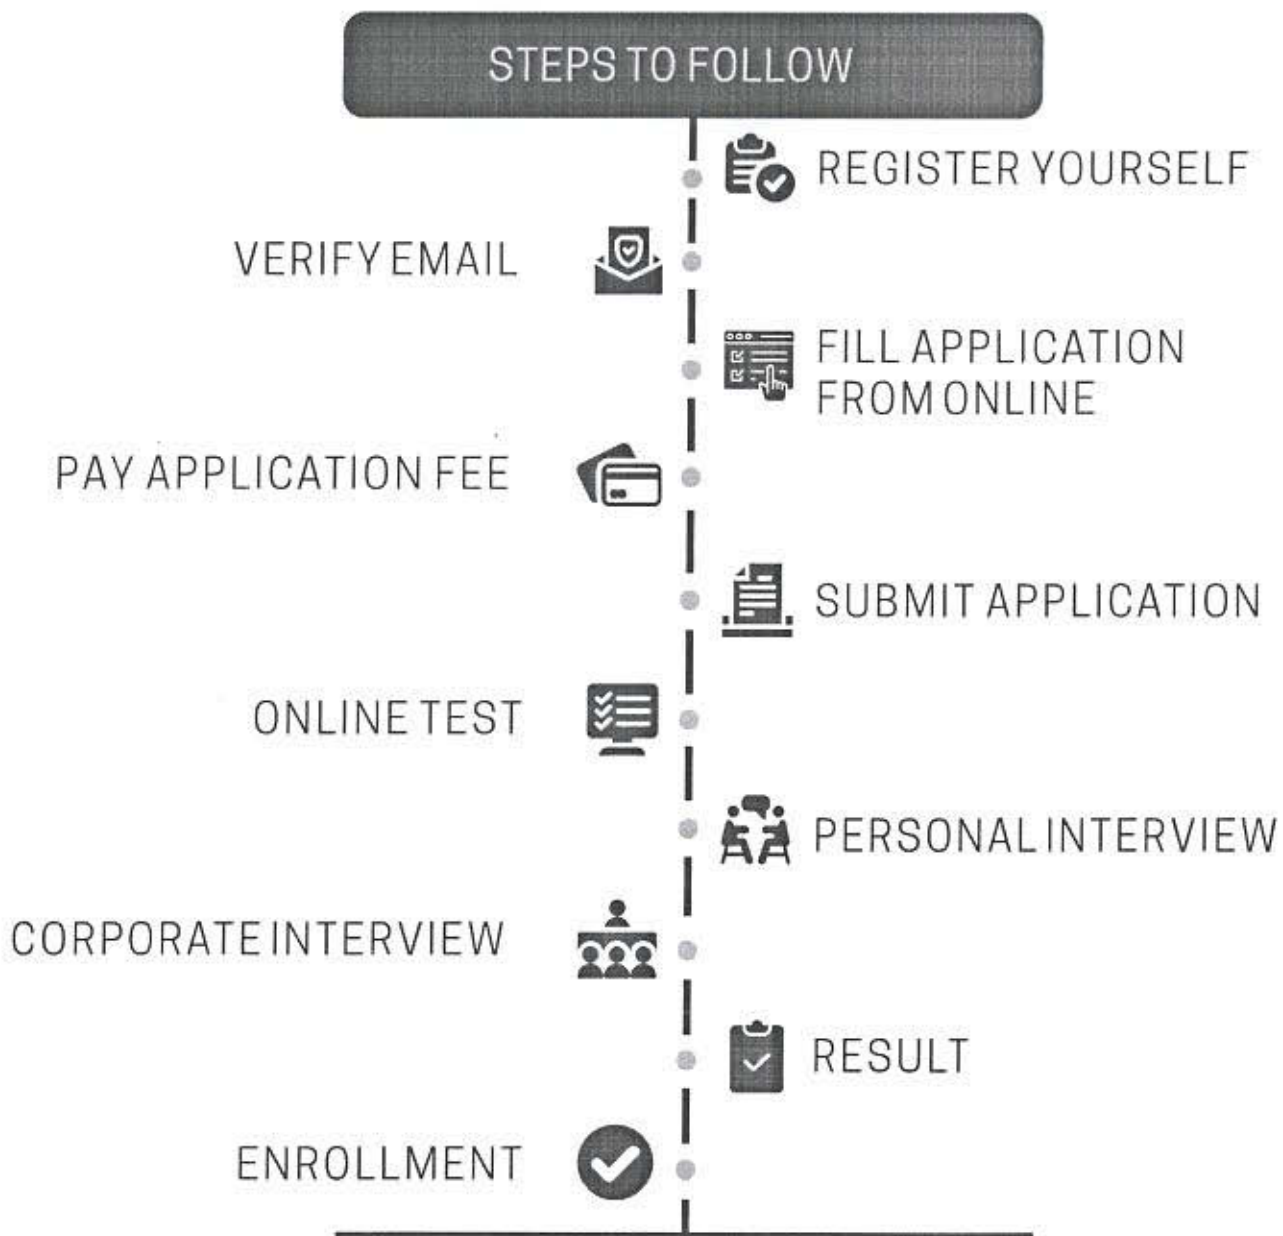 STEPS TO FOLLOW
REGISTER YOURSELF
VERIFY EMAIL
FILL APPLICATION
FROM ONLINE
PAY APPLICATION FEE
SUBMIT APPLICATION
ONLINE TEST
PERSONAL INTERVIEW
CORPORATE INTERVIEW
RESULT
ENROLLMENT